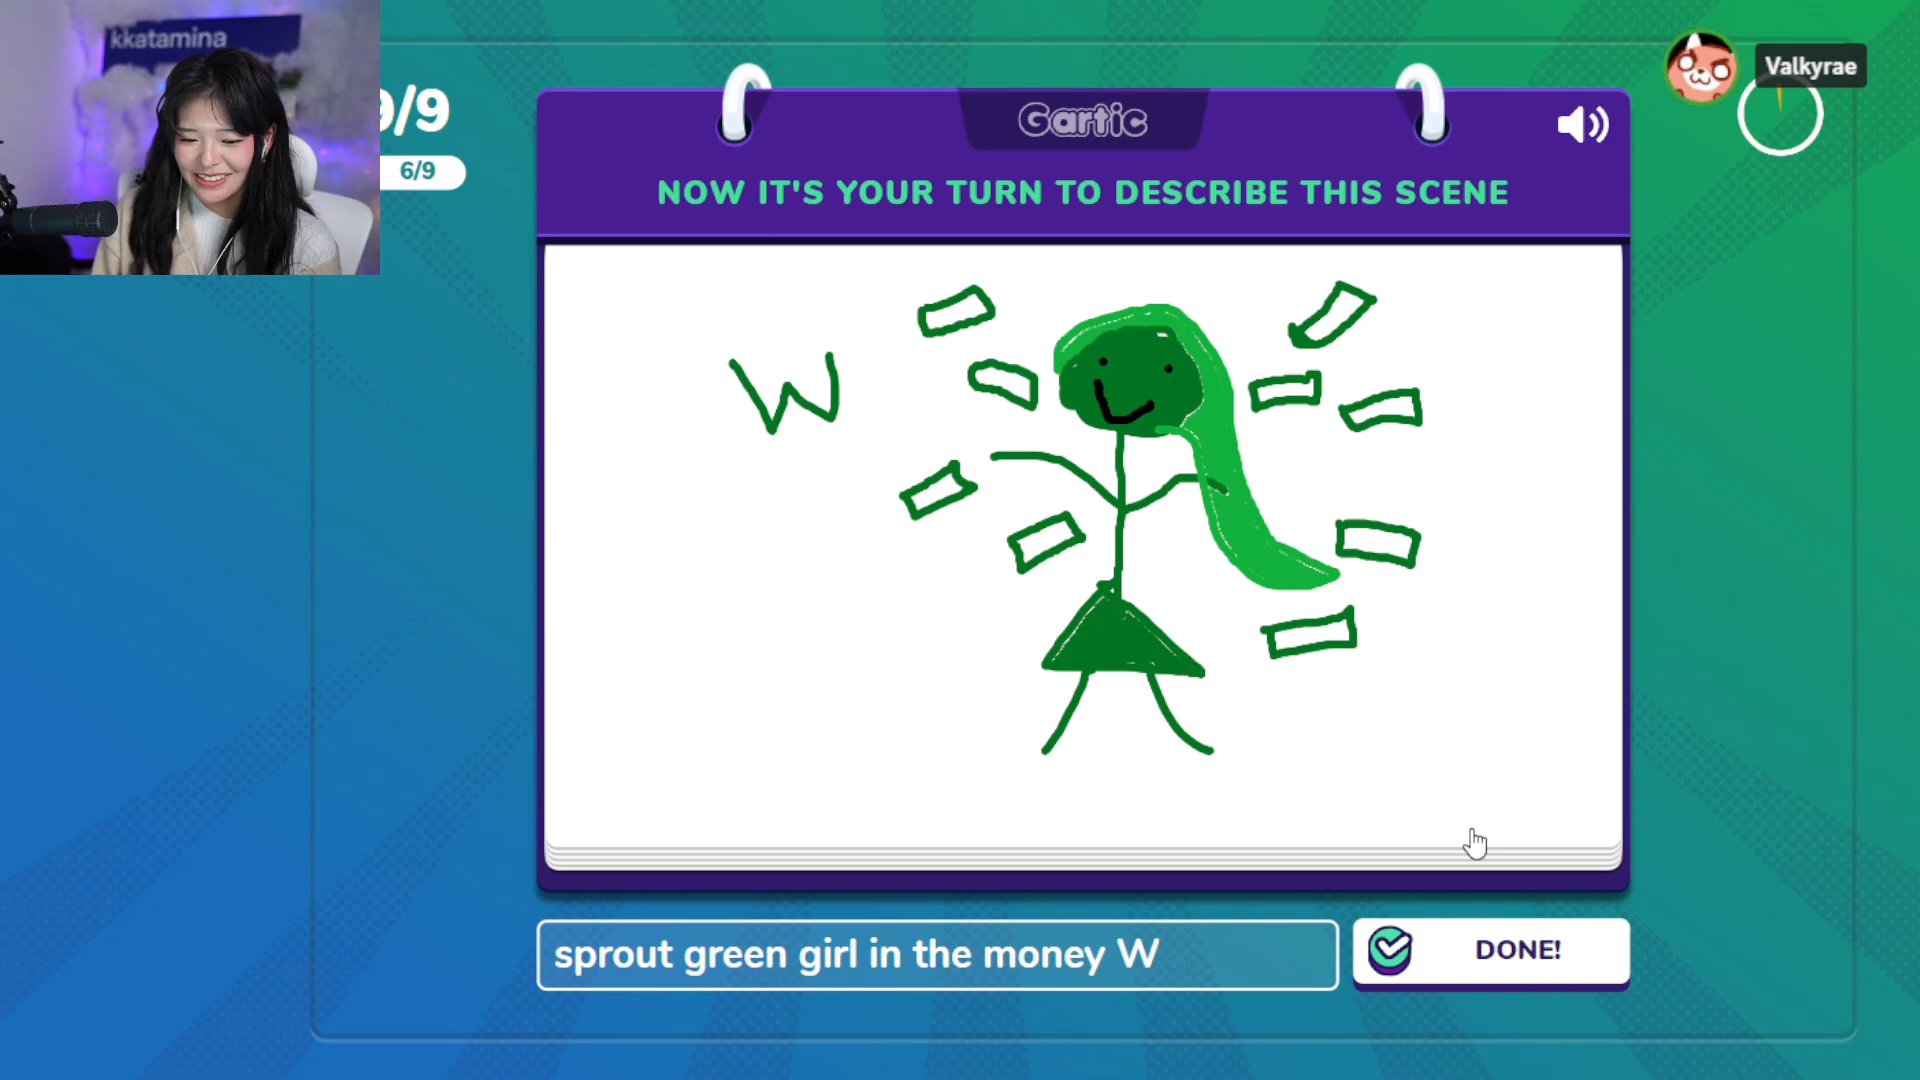 kkatamina
9/9
6/9
Valkyrae
Gartic
NOW IT'S YOUR TURN TO DESCRIBE THIS SCENE
W
sprout green girl in the money W
DONE!